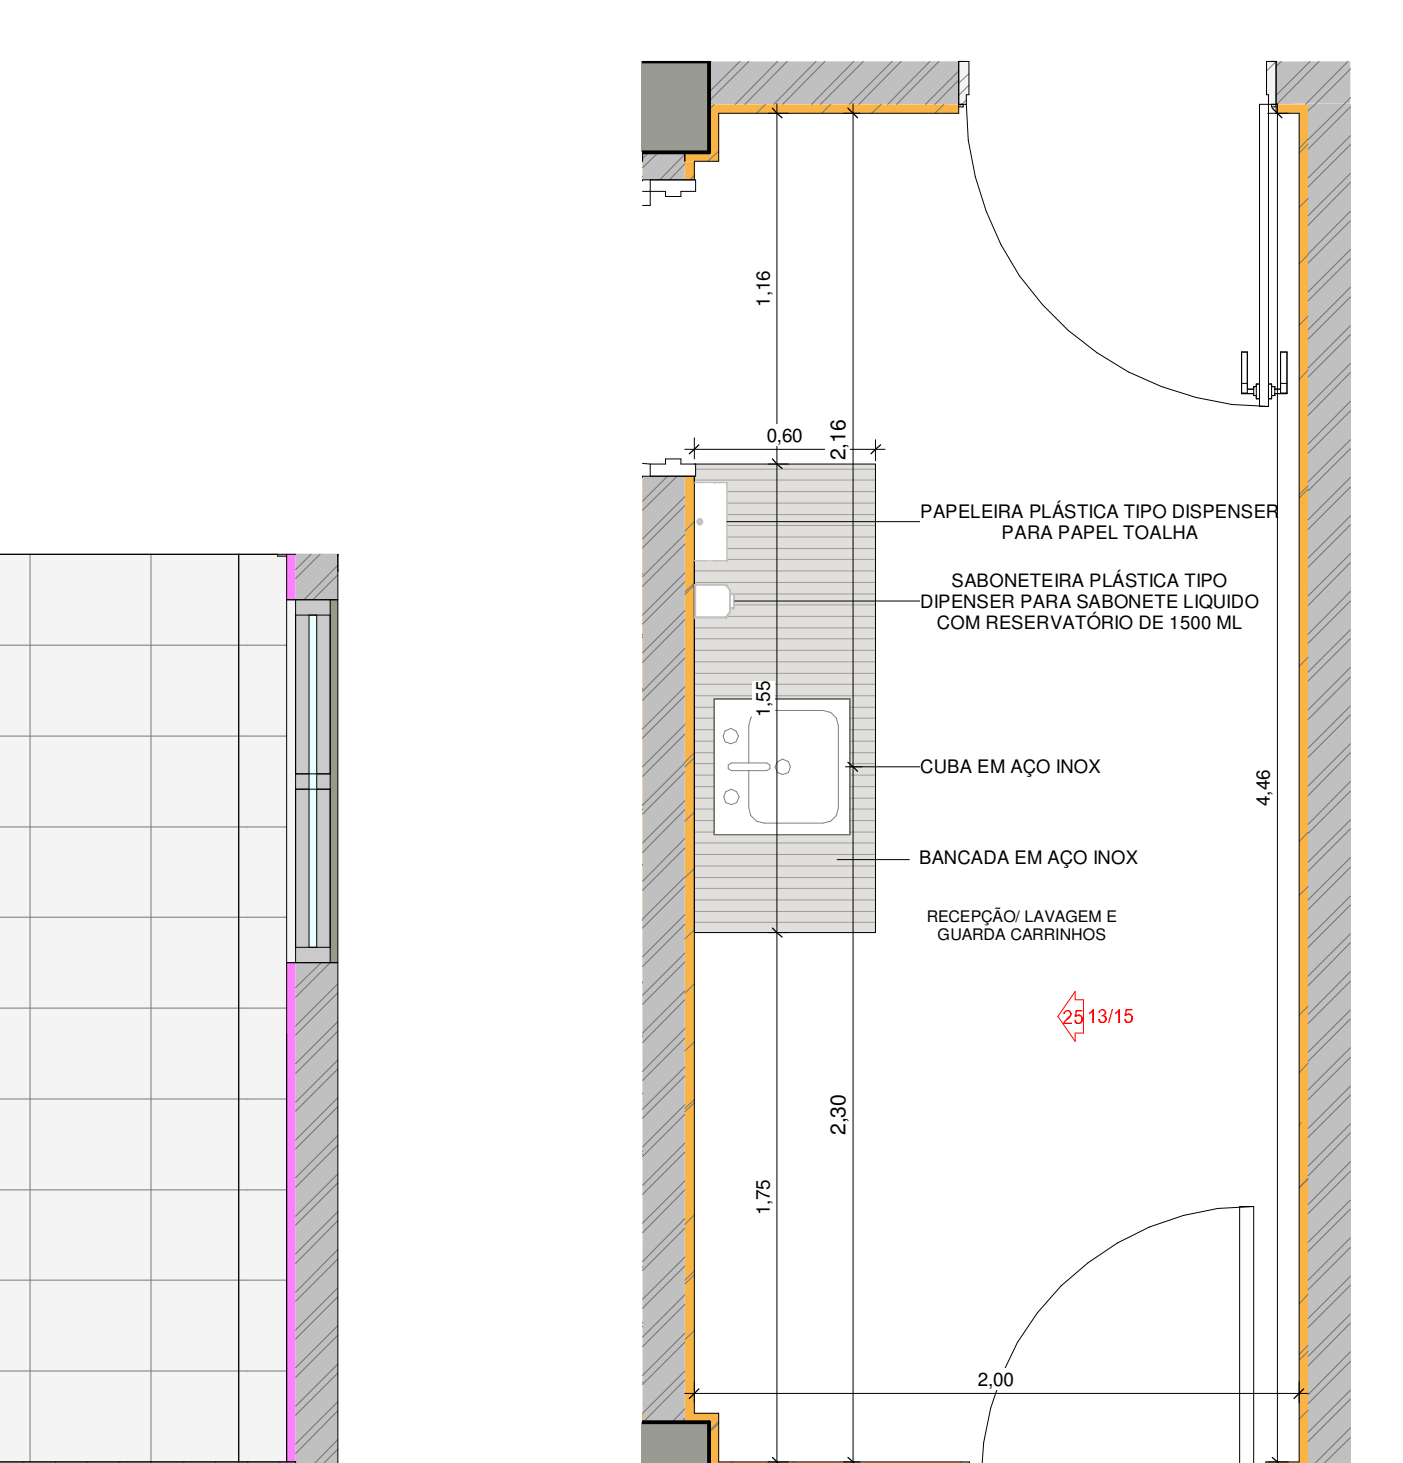 1,16
0,60
2,16
PAPELEIRA PLÁSTICA TIPO DISPENSER
PARA PAPEL TOALHA
SABONETEIRA PLÁSTICA TIPO
DIPENSER PARA SABONETE LIQUIDO
COM RESERVATÓRIO DE 1500 ML
1,55
CUBA EM AÇO INOX
4,46
BANCADA EM AÇO INOX
RECEPÇÃO/ LAVAGEM E
GUARDA CARRINHOS
25 13/15
2,30
1,75
2,00